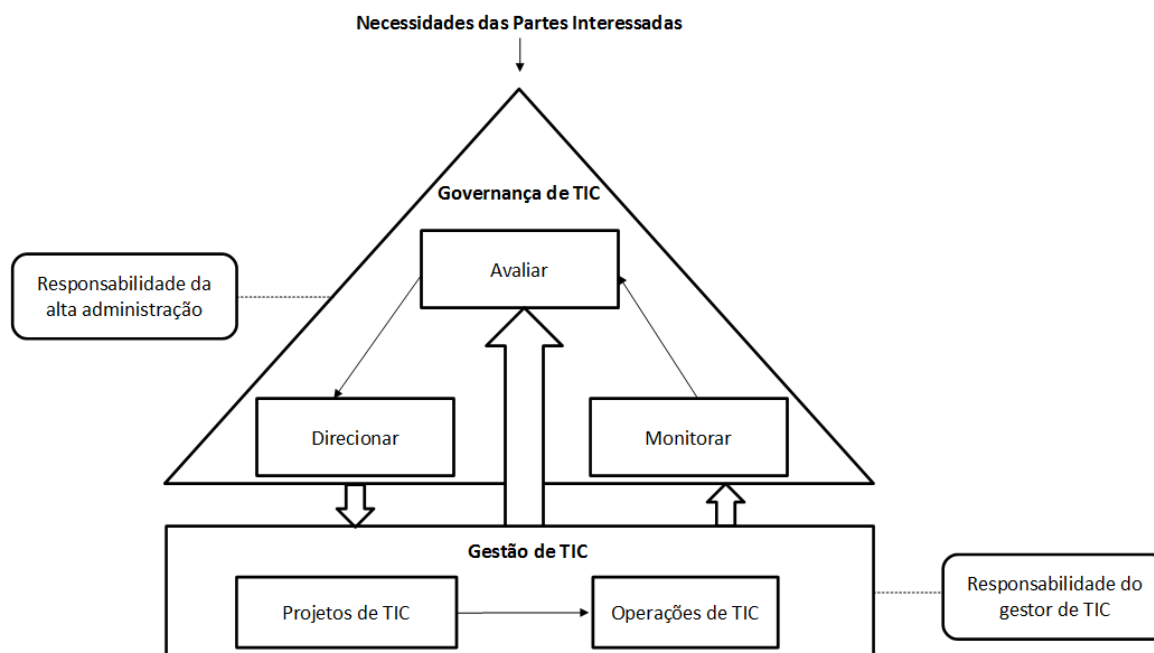 Necessidades das Partes Interessadas
Governança de TIC
Avaliar
Responsabilidade da
alta administração
Direcionar
Monitorar
Gestão de TIC
Projetos de TIC
Operações de TIC
Responsabilidade do
gestor de TIC